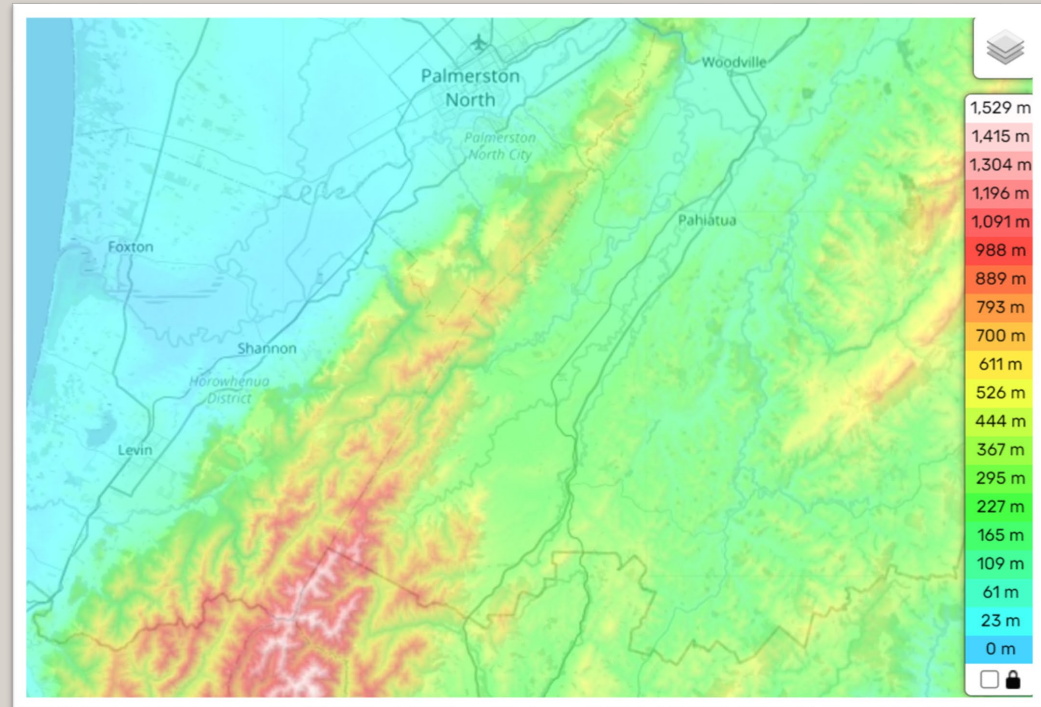 Woodville
Palmerston
North
Palmerston
North City
Pahiatua
Foxton
Shannon
Horowhenua
District
Levin
1,529 m
1,415 m
1,304 m
1,196 m
1,091 m
988 m
889 m
793 m
700 m
611 m
526 m
444 m
367 m
295 m
227 m
165 m
109 m
61 m
23 m
0 m